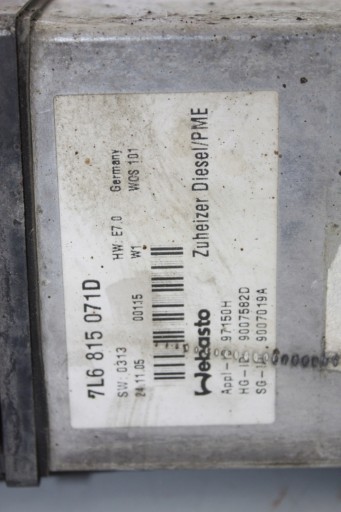 7L6 815 071D
SW: 0313 HW: E7.0 Germany
24.11.05 00115 W1 WOS 101
Webasto Zuheizer Diesel/PME
97150H
9007582D
9007019A